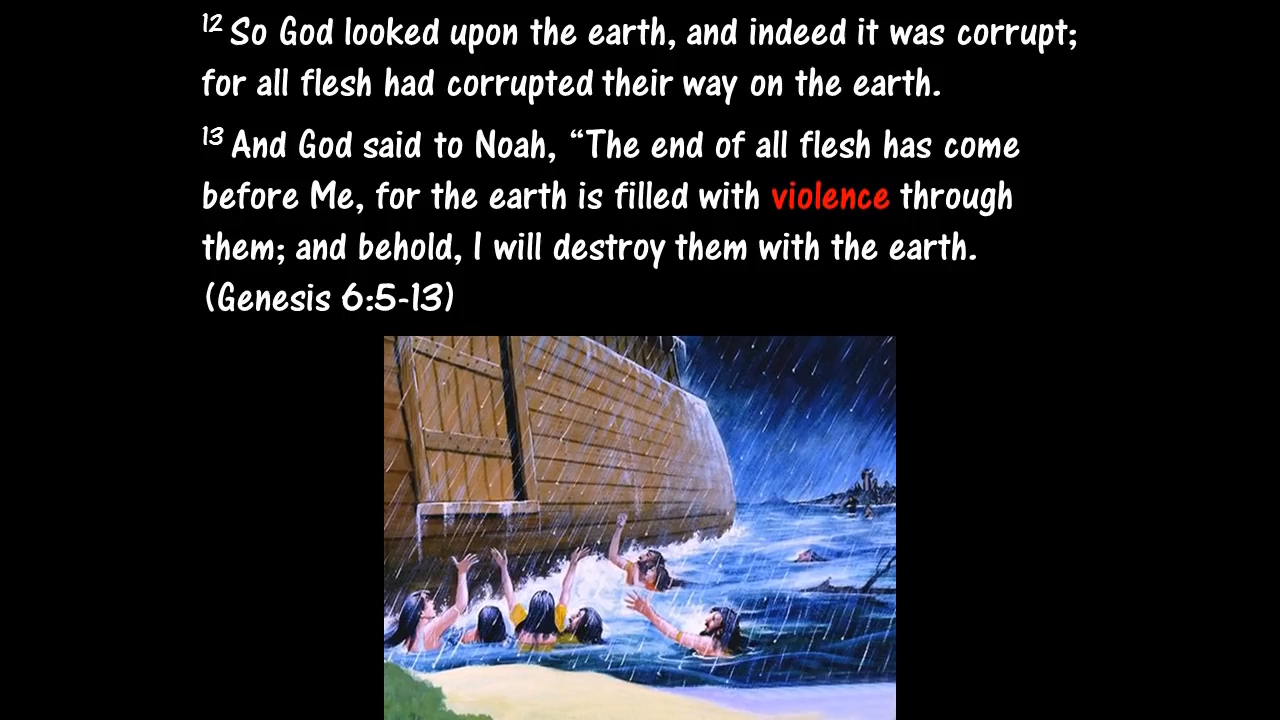 12 So God looked upon the earth, and indeed it was corrupt;
for all flesh had corrupted their way on the earth.
13 And God said to Noah, “The end of all flesh has come
before Me, for the earth is filled with violence through
them; and behold, I will destroy them with the earth.
(Genesis 6:5-13)